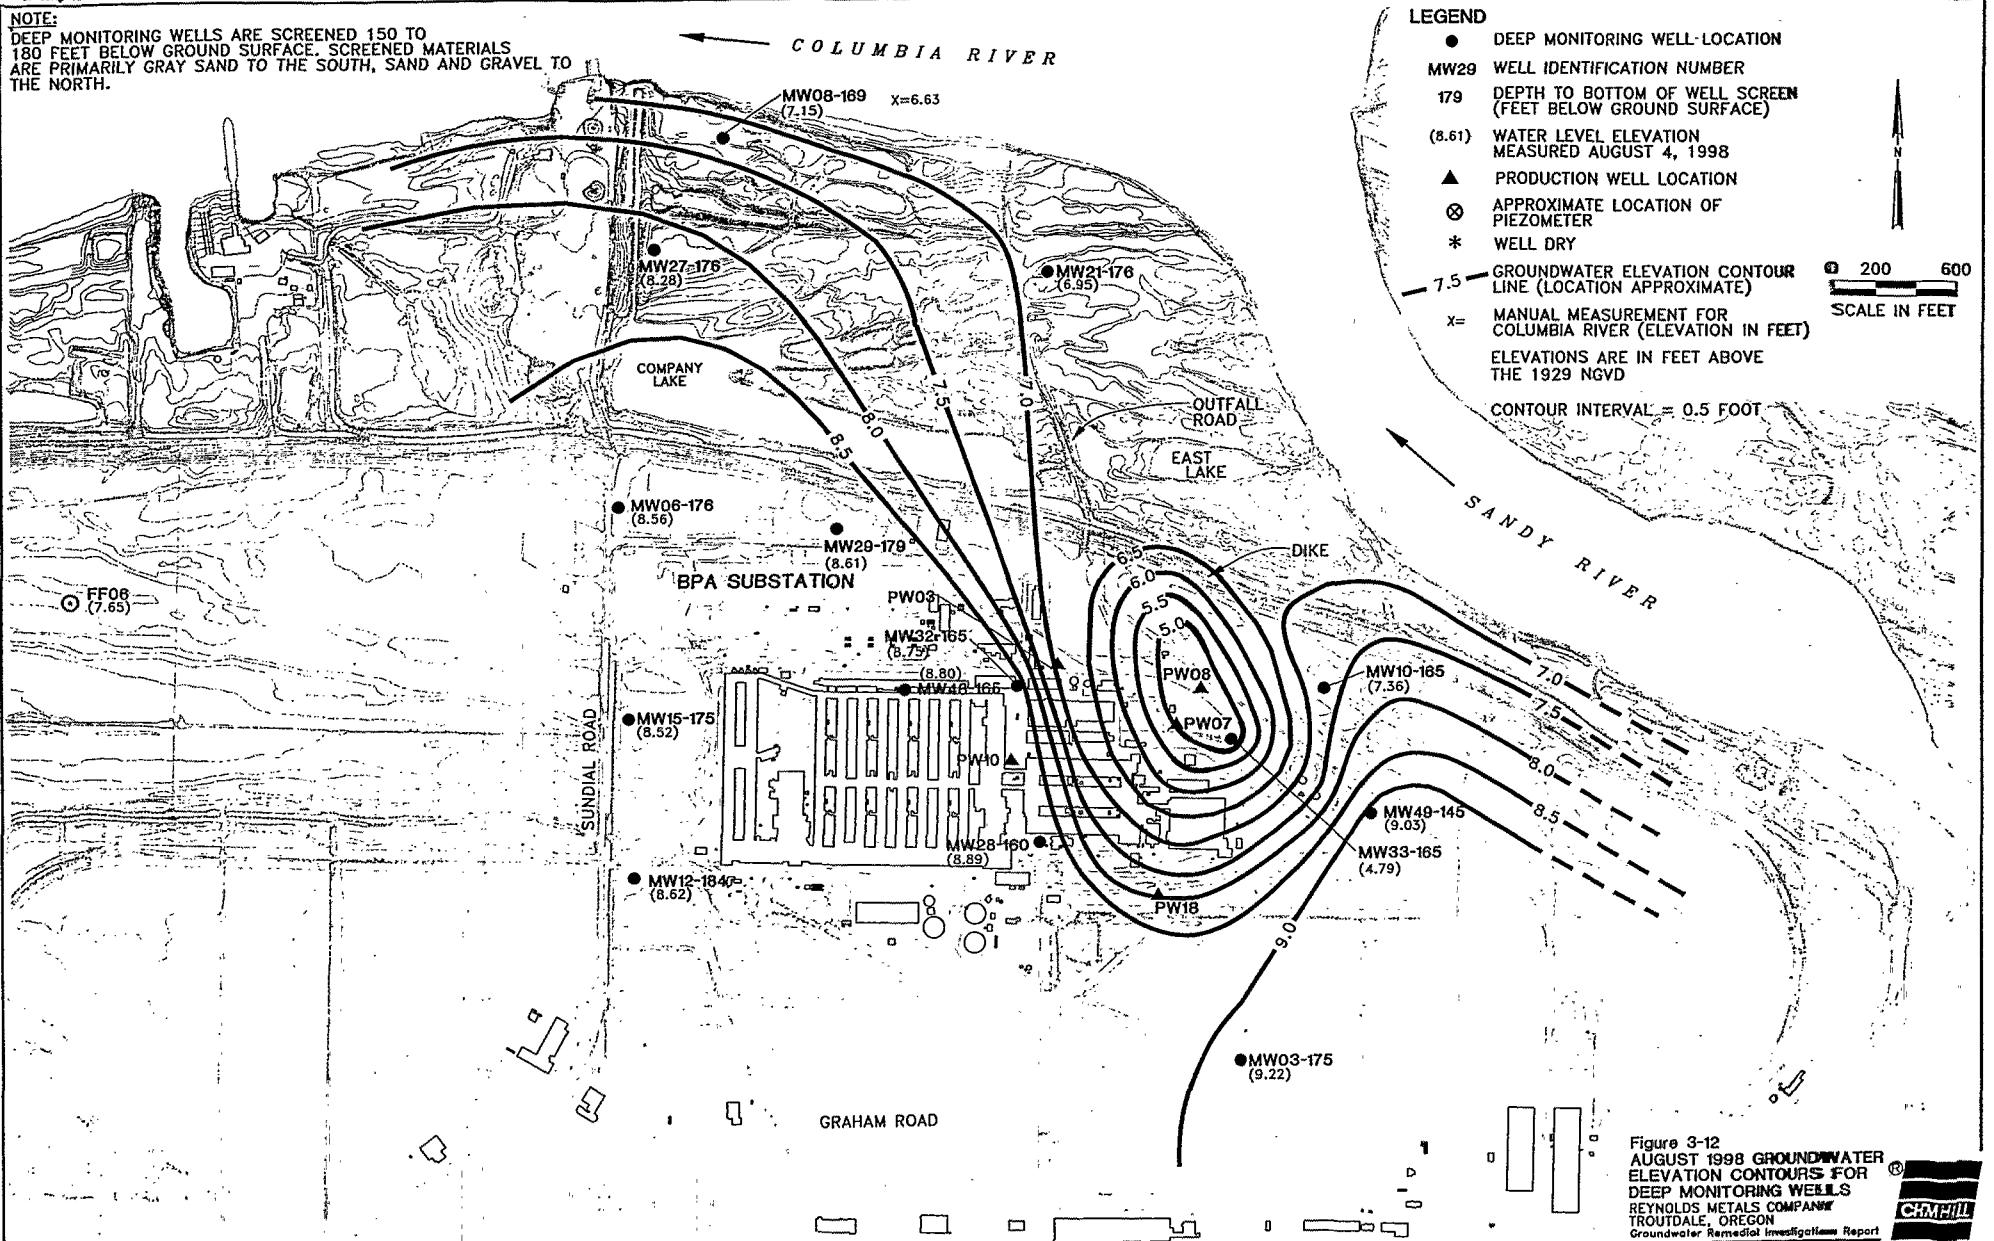 NOTE:
DEEP MONITORING WELLS ARE SCREENED 150 TO
180 FEET BELOW GROUND SURFACE. SCREENED MATERIALS
ARE PRIMARILY GRAY SAND TO THE SOUTH, SAND AND GRAVEL TO
THE NORTH.
COLUMBIA RIVER
LEGEND
DEEP MONITORING WELL LOCATION
MW29 WELL IDENTIFICATION NUMBER
179 DEPTH TO BOTTOM OF WELL SCREEN
(FEET BELOW GROUND SURFACE)
(8.61) WATER LEVEL ELEVATION
MEASURED AUGUST 4, 1998
PRODUCTION WELL LOCATION
APPROXIMATE LOCATION OF
PIEZOMETER
* WELL DRY
7.5 GROUNDWATER ELEVATION CONTOUR
LINE (LOCATION APPROXIMATE)
X= MANUAL MEASUREMENT FOR
COLUMBIA RIVER (ELEVATION IN FEET)
ELEVATIONS ARE IN FEET ABOVE
THE 1929 NGVD
CONTOUR INTERVAL = 0.5 FOOT
N
0 200 600
SCALE IN FEET
MW08-169
(7.15)
X=6.63
MW27-176
(8.28)
MW21-176
(6.95)
COMPANY
LAKE
7.5
7.0
8.0
8.5
OUTFALL
ROAD
EAST
LAKE
SANDY RIVER
MW06-176
(8.56)
MW29-179
(8.61)
BPA SUBSTATION
DIKE
6.5
6.0
5.5
5.0
FF06
(7.65)
PW03
MW32-165
(8.75)
(8.80)
MW48-165
PW08
PW07
MW10-165
(7.36)
7.0
7.5
8.0
8.5
MW15-175
(8.52)
SUNDIAL ROAD
PW10
MW49-145
(9.03)
MW28-160
(8.89)
MW33-165
(4.79)
MW12-184
(8.62)
PW18
9.0
MW03-175
(9.22)
GRAHAM ROAD
Figure 3-12
AUGUST 1998 GROUNDWATER
ELEVATION CONTOURS FOR
DEEP MONITORING WELLS
REYNOLDS METALS COMPANY
TROUTDALE, OREGON
Groundwater Remedial Investigations Report
®
CH2MHILL